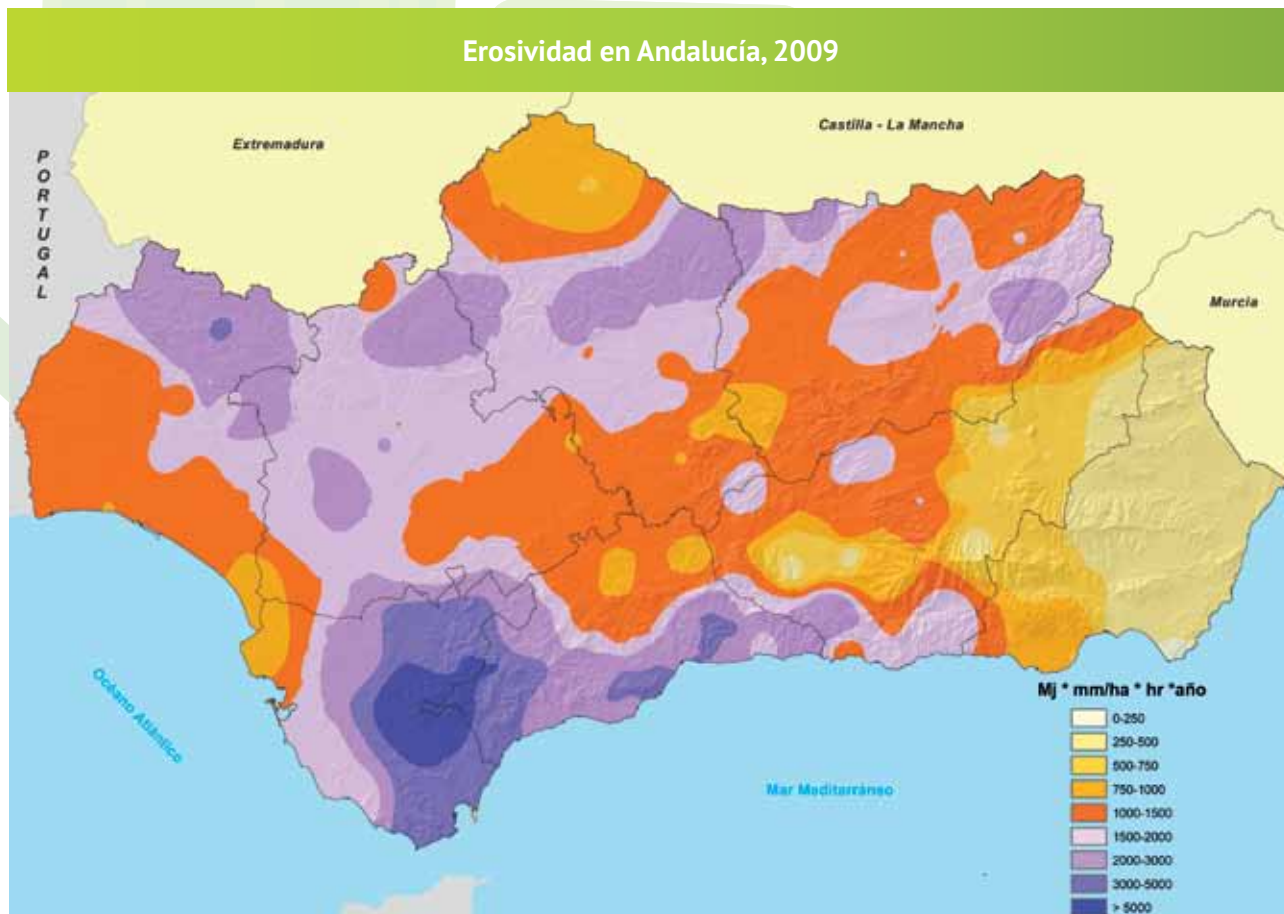 Erosividad en Andalucía, 2009
Extremadura
Castilla - La Mancha
PORTUGAL
Murcia
Océano Atlántico
Mar Mediterráneo
Mj * mm/ha * hr *año
0-250
250-500
500-750
750-1000
1000-1500
1500-2000
2000-3000
3000-5000
> 5000